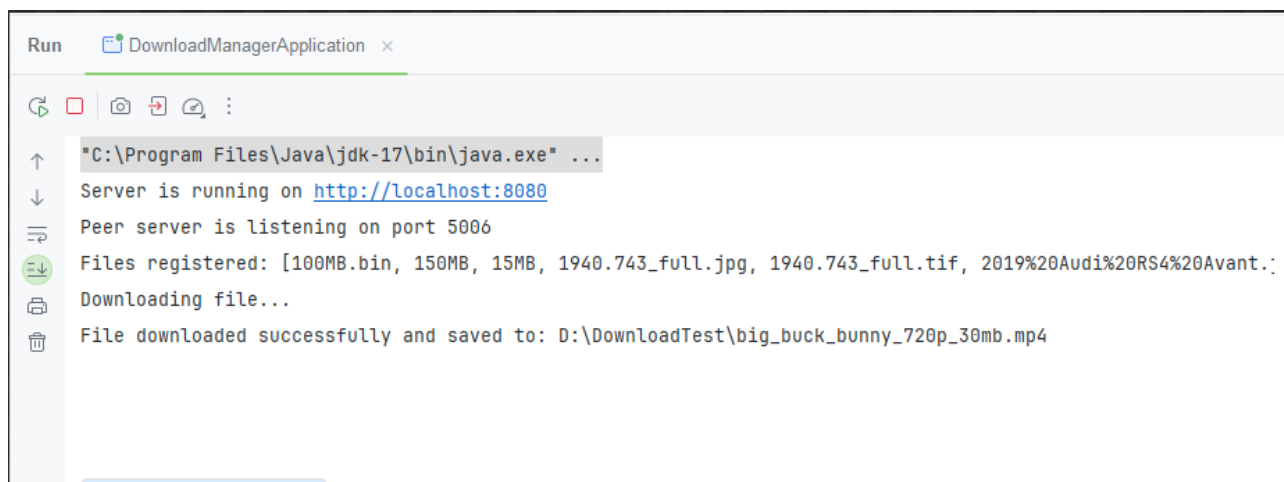 Run DownloadManagerApplication
"C:\Program Files\Java\jdk-17\bin\java.exe" ...
Server is running on http://localhost:8080
Peer server is listening on port 5006
Files registered: [100MB.bin, 150MB, 15MB, 1940.743_full.jpg, 1940.743_full.tif, 2019%20Audi%20RS4%20Avant.
Downloading file...
File downloaded successfully and saved to: D:\DownloadTest\big_buck_bunny_720p_30mb.mp4